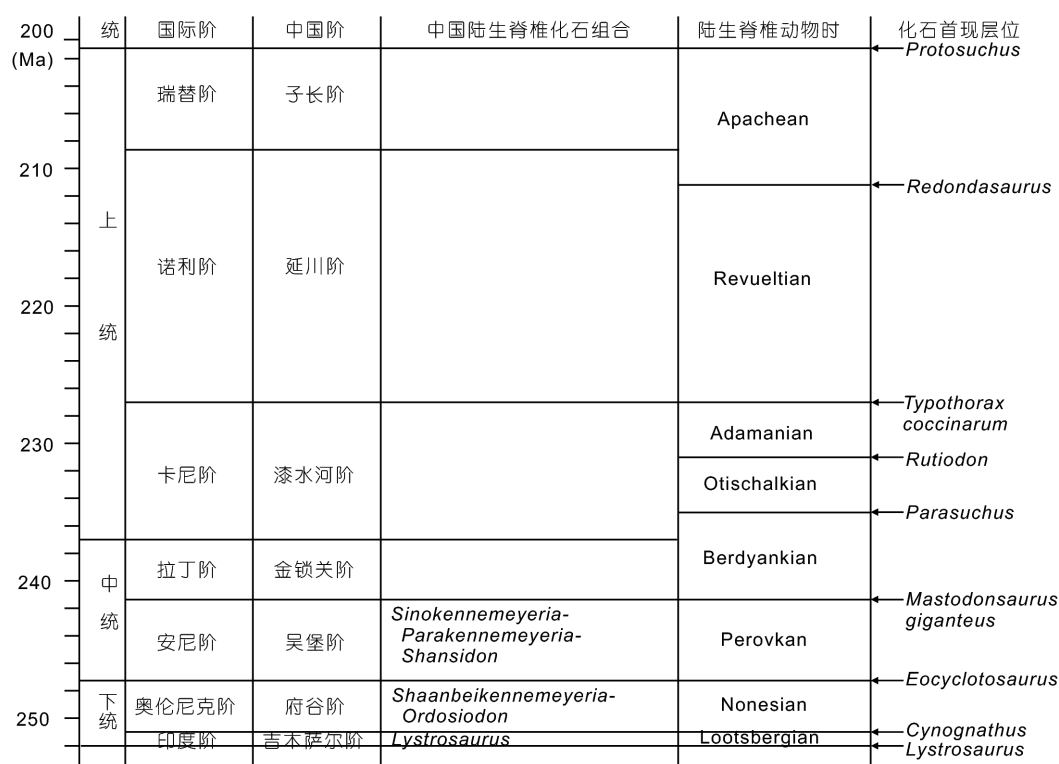 200
(Ma)
统 国际阶 中国阶 中国陆生脊椎化石组合 陆生脊椎动物时 化石首现层位
Protosuchus
瑞替阶 子长阶
Apachean
210
Redondasaurus
上
诺利阶 延川阶
Revueltian
220
统
Typothorax
coccinarum
Adamanian
230
Rutiodon
卡尼阶 漆水河阶
Otischalkian
Parasuchus
Berdyankian
拉丁阶 金锁关阶
240
中
统
Mastodonsaurus
giganteus
Sinokennemeyeria-
Parakennemeyeria-
Shansidon
安尼阶 吴堡阶
Perovkan
Eocyclotosaurus
下
统
奥伦尼克阶 府谷阶
Shaanbeikennemeyeria-
Ordosiodon
Nonesian
250
Cynognathus
印度阶 吉木萨尔阶 Lystrosaurus Lootsbergian
Lystrosaurus